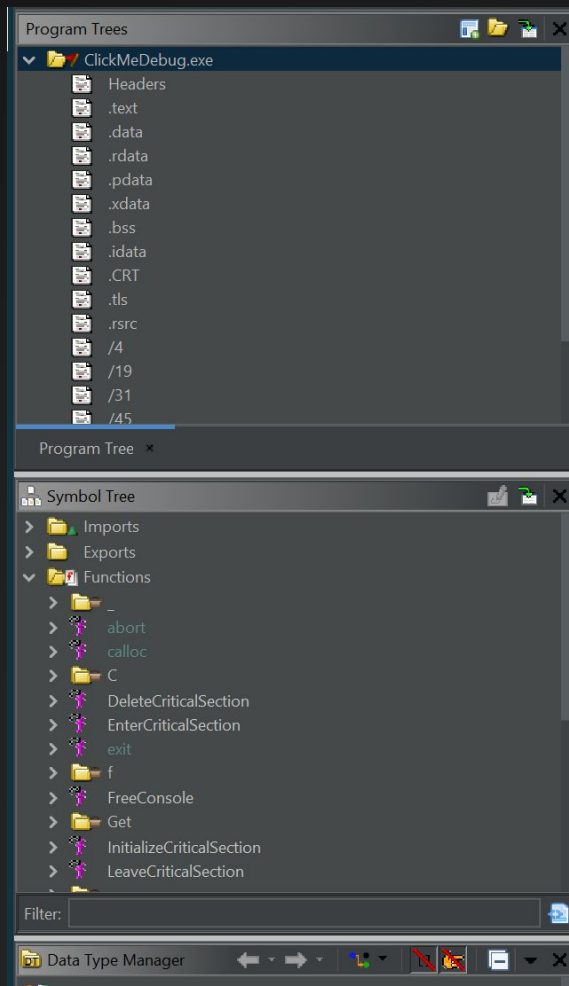 Program Trees
ClickMeDebug.exe
Headers
.text
.data
.rdata
.pdata
.xdata
.bss
.idata
.CRT
.tls
.rsrc
/4
/19
/31
/45
Program Tree
Symbol Tree
Imports
Exports
Functions
_
abort
calloc
C
DeleteCriticalSection
EnterCriticalSection
exit
f
FreeConsole
Get
InitializeCriticalSection
LeaveCriticalSection
Filter:
Data Type Manager